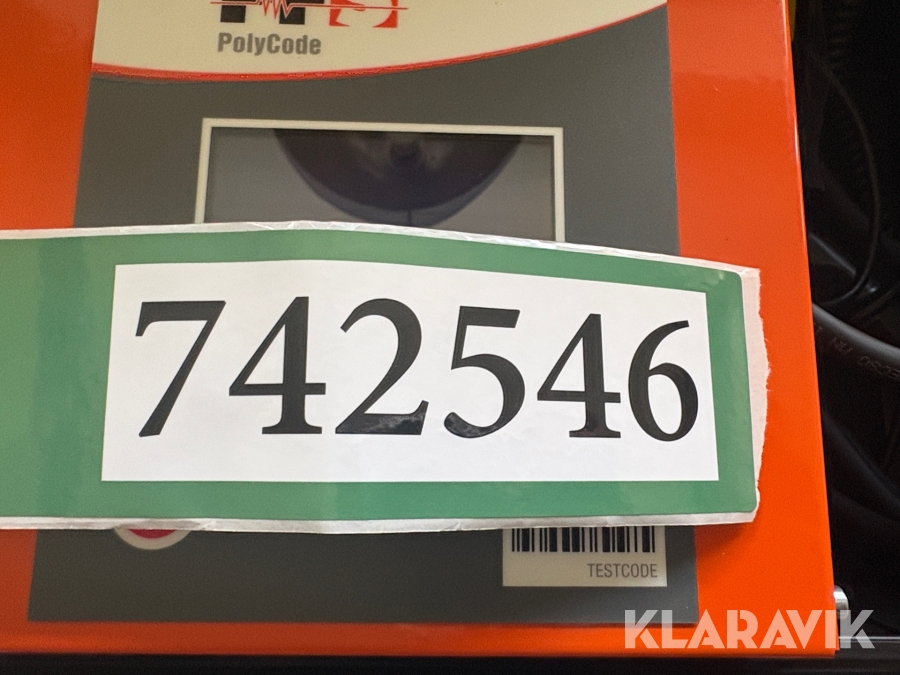 PolyCode
742546
TESTCODE
KLARAVIK